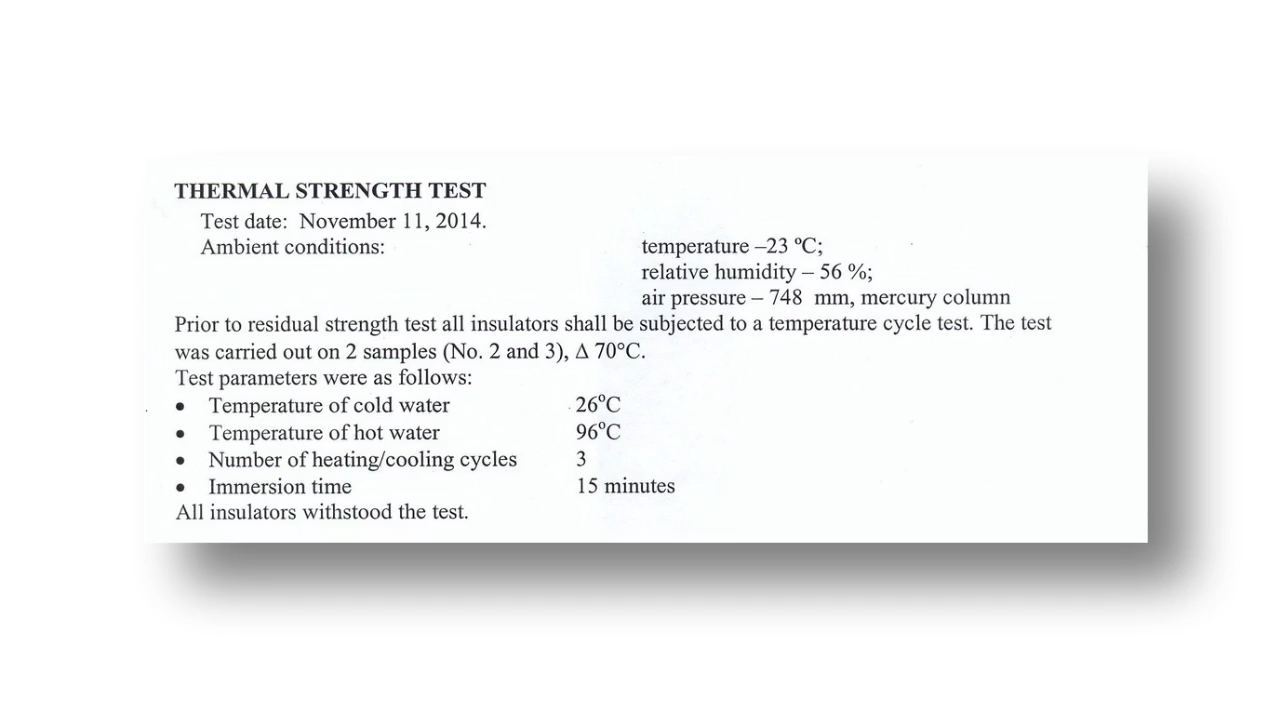 THERMAL STRENGTH TEST
Test date: November 11, 2014.
Ambient conditions: temperature –23 ºC;
relative humidity – 56 %;
air pressure – 748 mm, mercury column
Prior to residual strength test all insulators shall be subjected to a temperature cycle test. The test
was carried out on 2 samples (No. 2 and 3), Δ 70°C.
Test parameters were as follows:
• Temperature of cold water 26ºC
• Temperature of hot water 96ºC
• Number of heating/cooling cycles 3
• Immersion time 15 minutes
All insulators withstood the test.